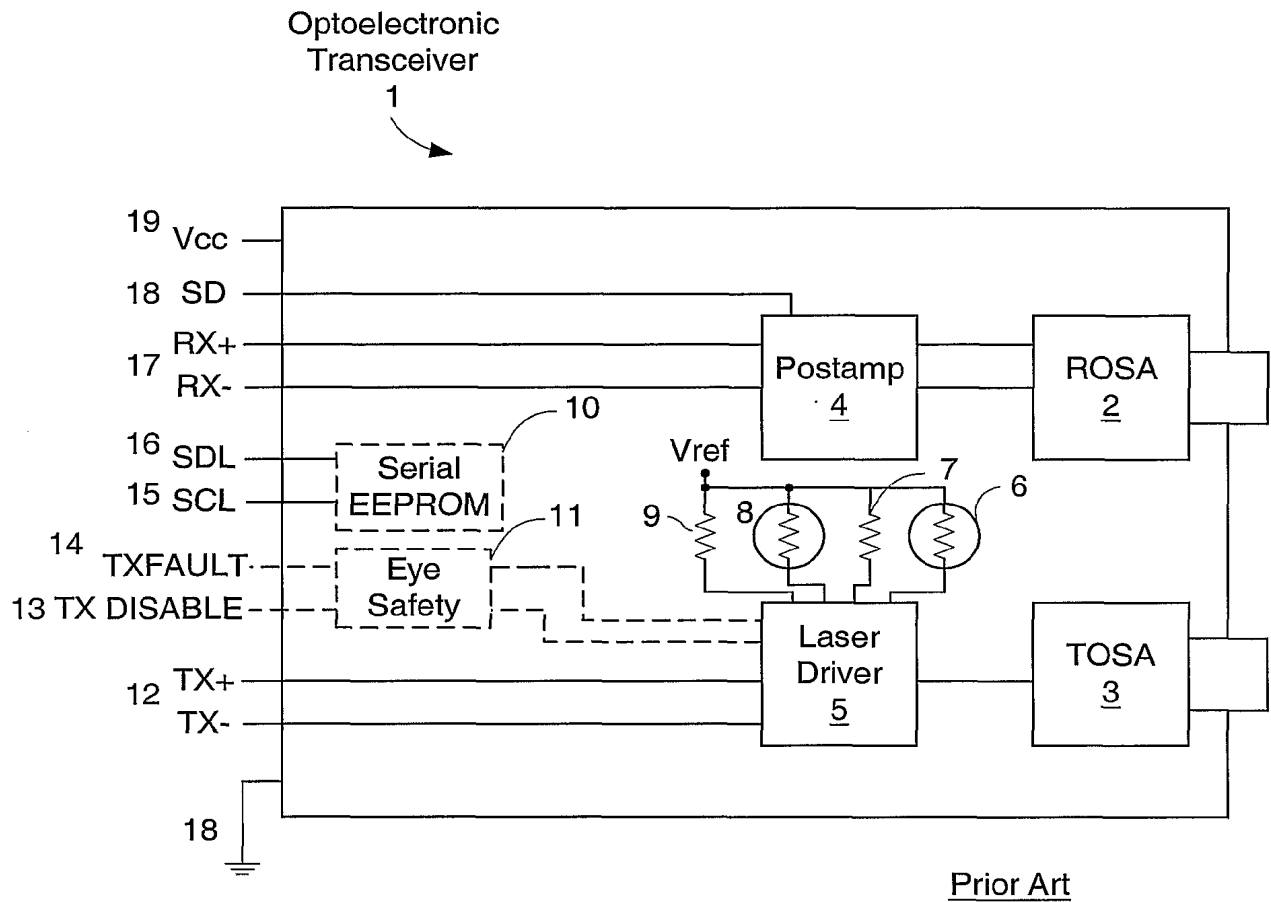 Optoelectronic
Transceiver
1
19 Vcc
18 SD
RX+
17
RX-
Postamp
4
ROSA
2
10
16 SDL
15 SCL
Serial
EEPROM
Vref
7
6
9
8
11
14
TXFAULT
13 TX DISABLE
Eye
Safety
TX+
12
TX-
Laser
Driver
5
TOSA
3
18
Prior Art